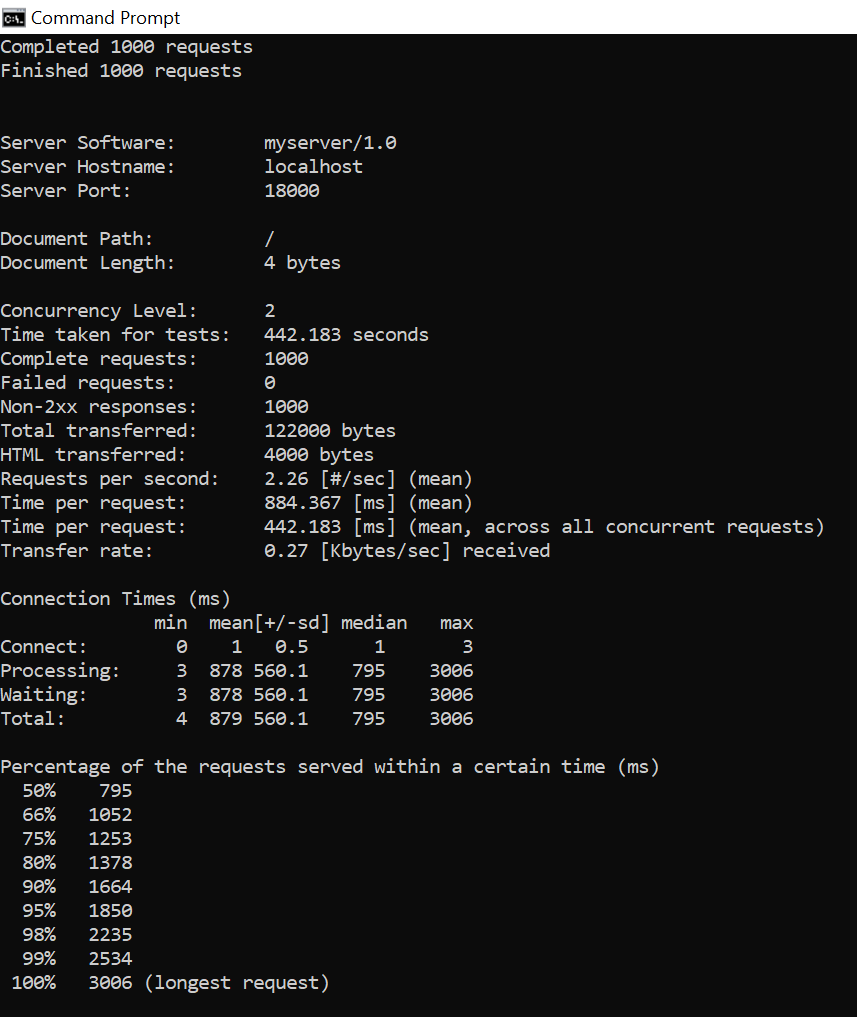 Command Prompt
Completed 1000 requests
Finished 1000 requests
Server Software: myserver/1.0
Server Hostname: localhost
Server Port: 18000
Document Path: /
Document Length: 4 bytes
Concurrency Level: 2
Time taken for tests: 442.183 seconds
Complete requests: 1000
Failed requests: 0
Non-2xx responses: 1000
Total transferred: 122000 bytes
HTML transferred: 4000 bytes
Requests per second: 2.26 [#/sec] (mean)
Time per request: 884.367 [ms] (mean)
Time per request: 442.183 [ms] (mean, across all concurrent requests)
Transfer rate: 0.27 [Kbytes/sec] received
Connection Times (ms)
min mean[+/-sd] median max
Connect: 0 1 0.5 1 3
Processing: 3 878 560.1 795 3006
Waiting: 3 878 560.1 795 3006
Total: 4 879 560.1 795 3006
Percentage of the requests served within a certain time (ms)
50% 795
66% 1052
75% 1253
80% 1378
90% 1664
95% 1850
98% 2235
99% 2534
100% 3006 (longest request)